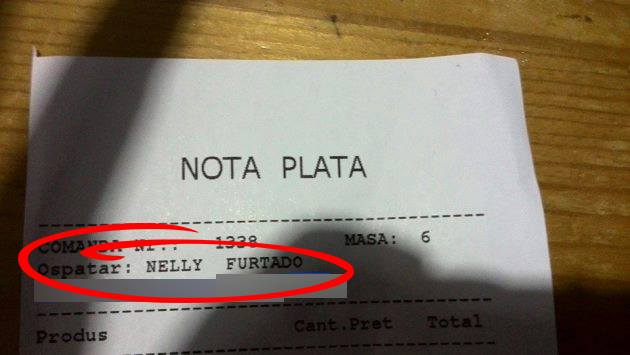 NOTA PLATA
COMANDA Nr.: 1338 MASA: 6
Ospatar: NELLY FURTADO
Produs Cant.Pret Total